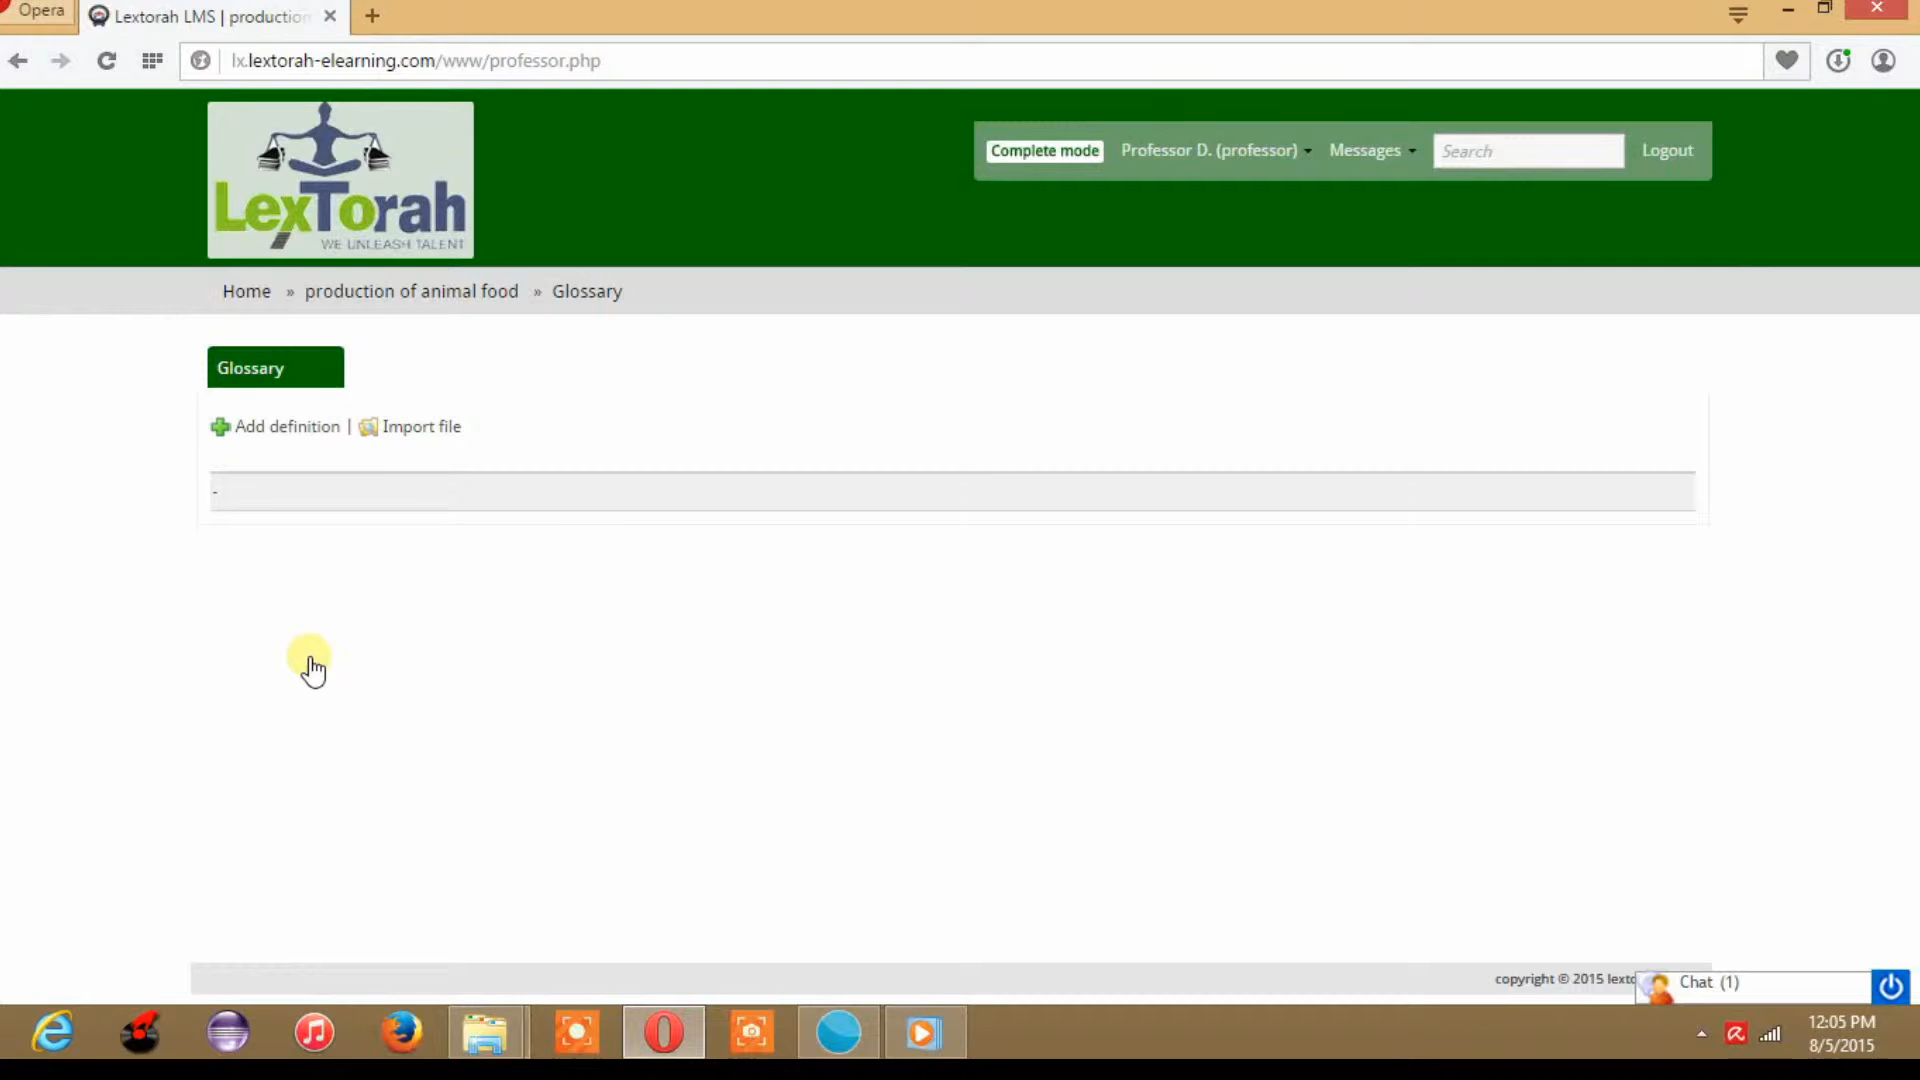 Opera
Lextorah LMS | production
lx.lextorah-elearning.com/www/professor.php
LexTorah
WE UNLEASH TALENT
Complete mode
Professor D. (professor)
Messages
Search
Logout
Home » production of animal food » Glossary
Glossary
Add definition | Import file
-
copyright © 2015 lexto
Chat (1)
12:05 PM
8/5/2015